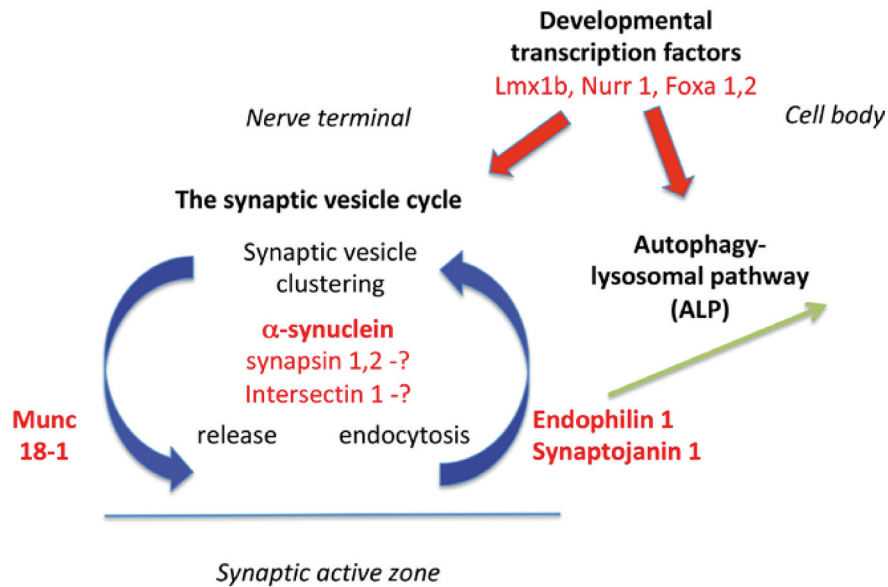 Developmental
transcription factors
Lmx1b, Nurr 1, Foxa 1,2
Nerve terminal
Cell body
The synaptic vesicle cycle
Synaptic vesicle
clustering
Autophagy-
lysosomal pathway
(ALP)
α-synuclein
synapsin 1,2 -?
Intersectin 1 -?
Munc
18-1
release
endocytosis
Endophilin 1
Synaptojanin 1
Synaptic active zone